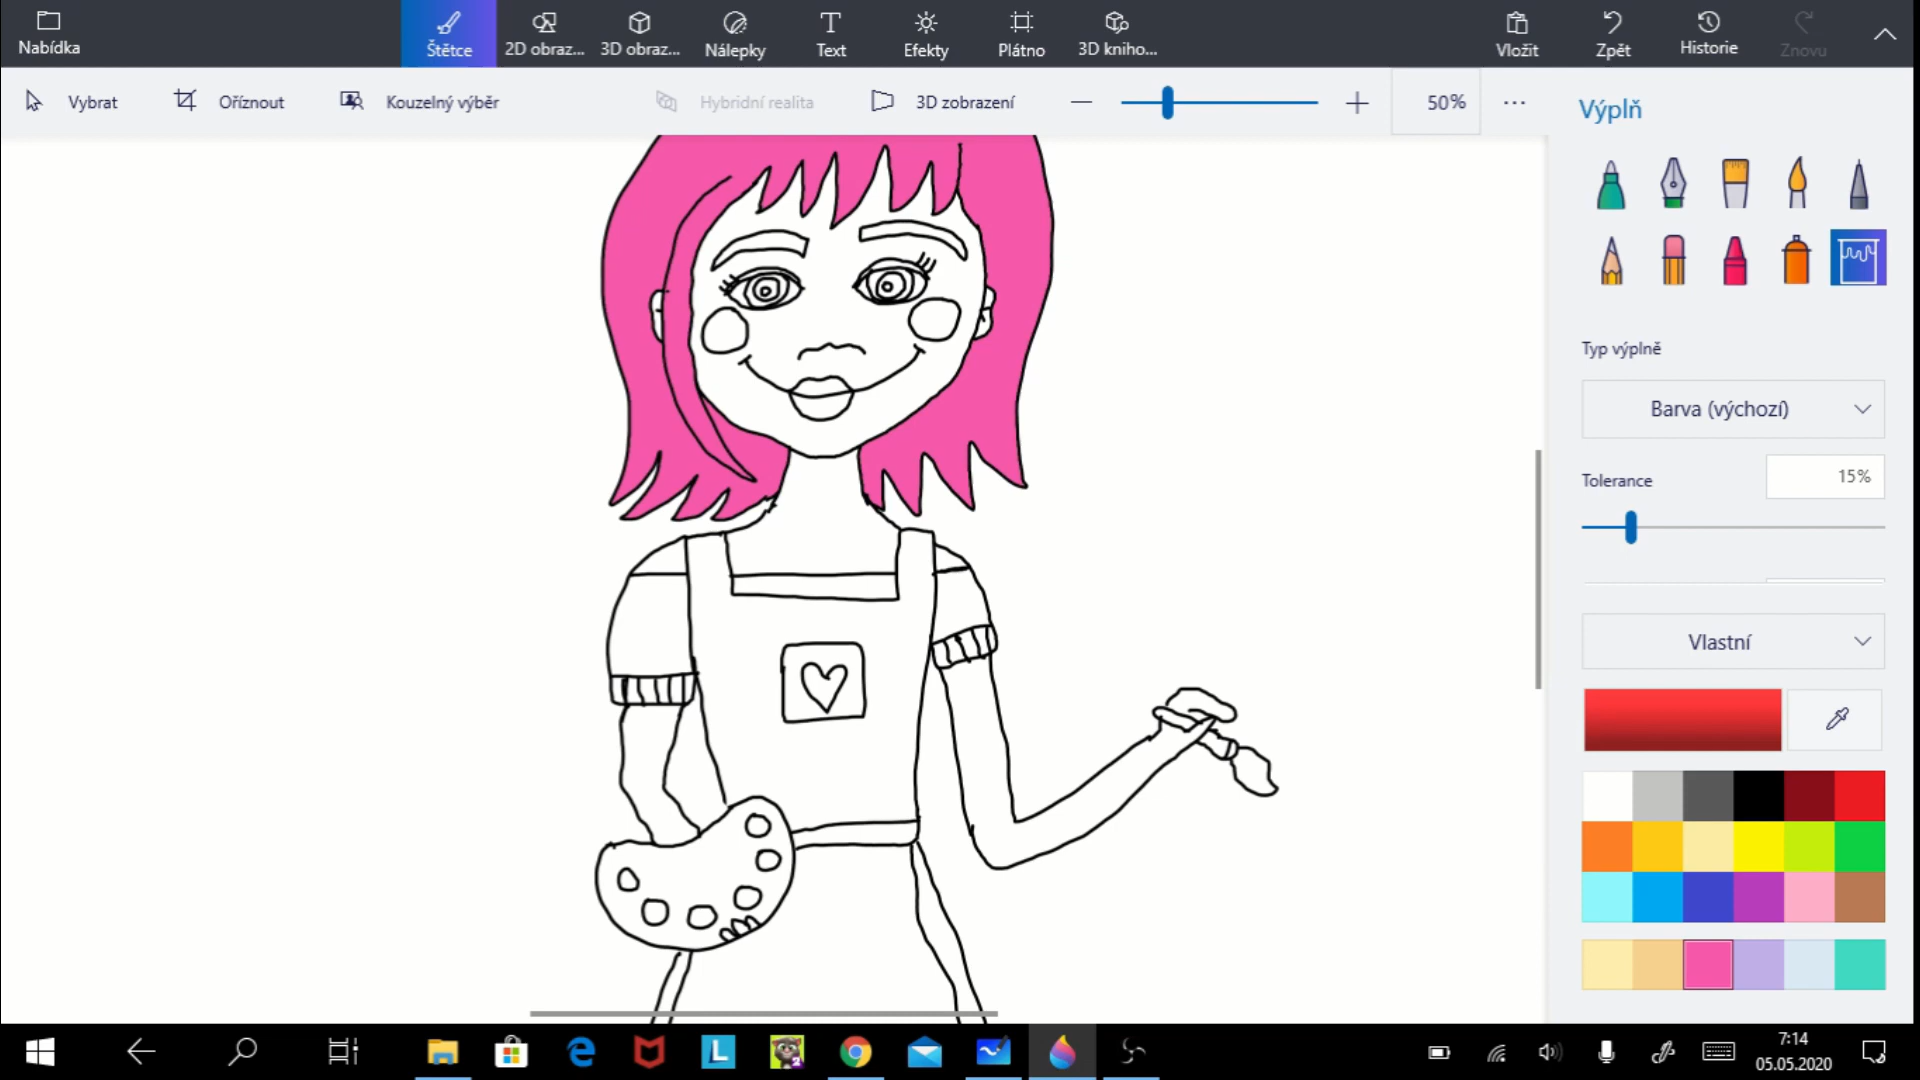 Nabídka
Štětce
2D obraz...
3D obraz...
Nálepky
Text
Efekty
Plátno
3D kniho...
Vložit
Zpět
Historie
Znovu
Vybrat
Oříznout
Kouzelný výběr
Hybridní realita
3D zobrazení
50%
Výplň
Typ výplně
Barva (výchozí)
Tolerance
15%
Vlastní
L
2
7:14
05.05.2020